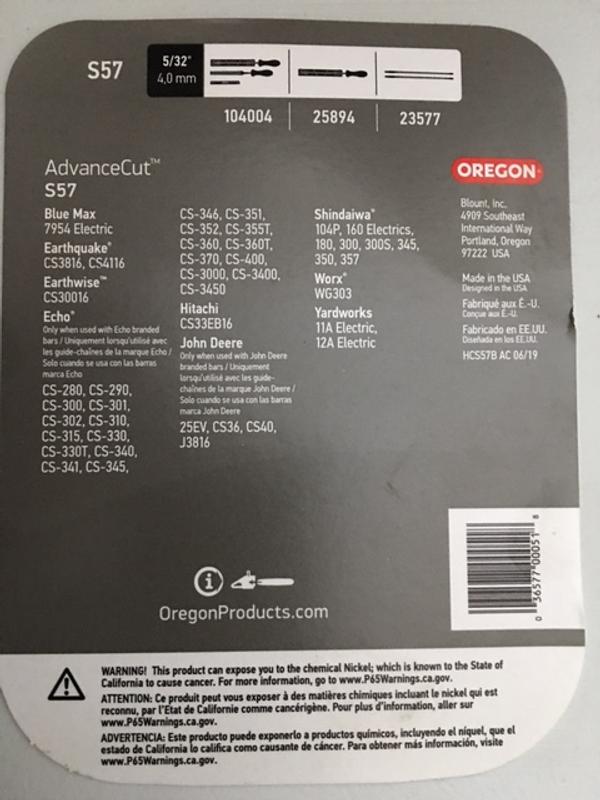 S57
5/32"
4,0 mm
104004
25894
23577
AdvanceCut™
S57
Blue Max
7954 Electric
Earthquake®
CS3816, CS4116
Earthwise™
CS30016
Echo®
Only when used with Echo branded
bars / Uniquement lorsqu'utilisé avec
les guide-chaînes de la marque Echo /
Solo cuando se usa con las barras
marca Echo
CS-280, CS-290,
CS-300, CS-301,
CS-302, CS-310,
CS-315, CS-330,
CS-330T, CS-340,
CS-341, CS-345,
CS-346, CS-351,
CS-352, CS-355T,
CS-360, CS-360T,
CS-370, CS-400,
CS-3000, CS-3400,
CS-3450
Hitachi
CS33EB16
John Deere
Only when used with John Deere
branded bars / Uniquement
lorsqu'utilisé avec les guide-
chaînes de la marque John Deere /
Solo cuando se usa con las barras
marca John Deere
25EV, CS36, CS40,
J3816
Shindaiwa®
104P, 160 Electrics,
180, 300, 300S, 345,
350, 357
Worx®
WG303
Yardworks
11A Electric,
12A Electric
OREGON®
Blount, Inc.
4909 Southeast
International Way
Portland, Oregon
97222 USA
Made in the USA
Designed in the USA
Fabriqué aux É.-U.
Conçue aux É.-U.
Fabricado en EE.UU.
Diseñada en los EE.UU.
HCS57B AC 06/19
0 36577 00051 8
OregonProducts.com
WARNING! This product can expose you to the chemical Nickel; which is known to the State of
California to cause cancer. For more information, go to www.P65Warnings.ca.gov.
ATTENTION: Ce produit peut vous exposer à des matières chimiques incluant le nickel qui est
reconnu, par l'Etat de Californie comme cancérigène. Pour plus d'information, aller sur
www.P65Warnings.ca.gov.
ADVERTENCIA: Este producto puede exponerlo a productos químicos, incluyendo el níquel, que el
estado de California lo califica como causante de cáncer. Para obtener más información, visite
www.P65Warnings.ca.gov.